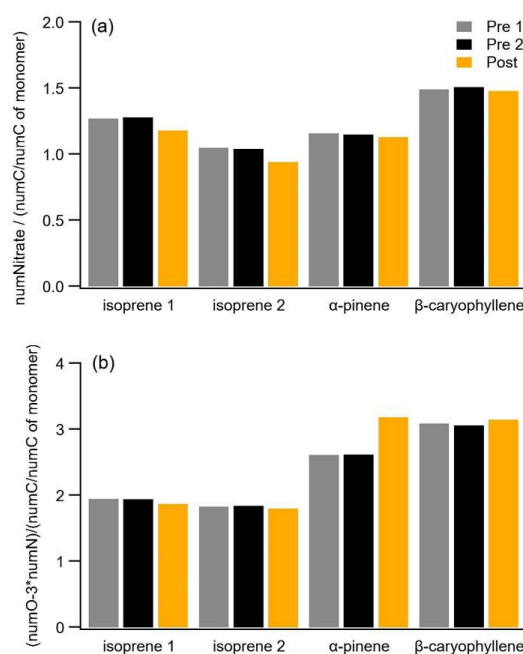 (a)
Pre 1
Pre 2
Post
2.0
1.5
1.0
0.5
0.0
numNitrate / (numC/numC of monomer)
isoprene 1 isoprene 2 α-pinene β-caryophyllene
(b)
4
3
2
1
0
(numO-3*numN)/(numC/numC of monomer)
isoprene 1 isoprene 2 α-pinene β-caryophyllene